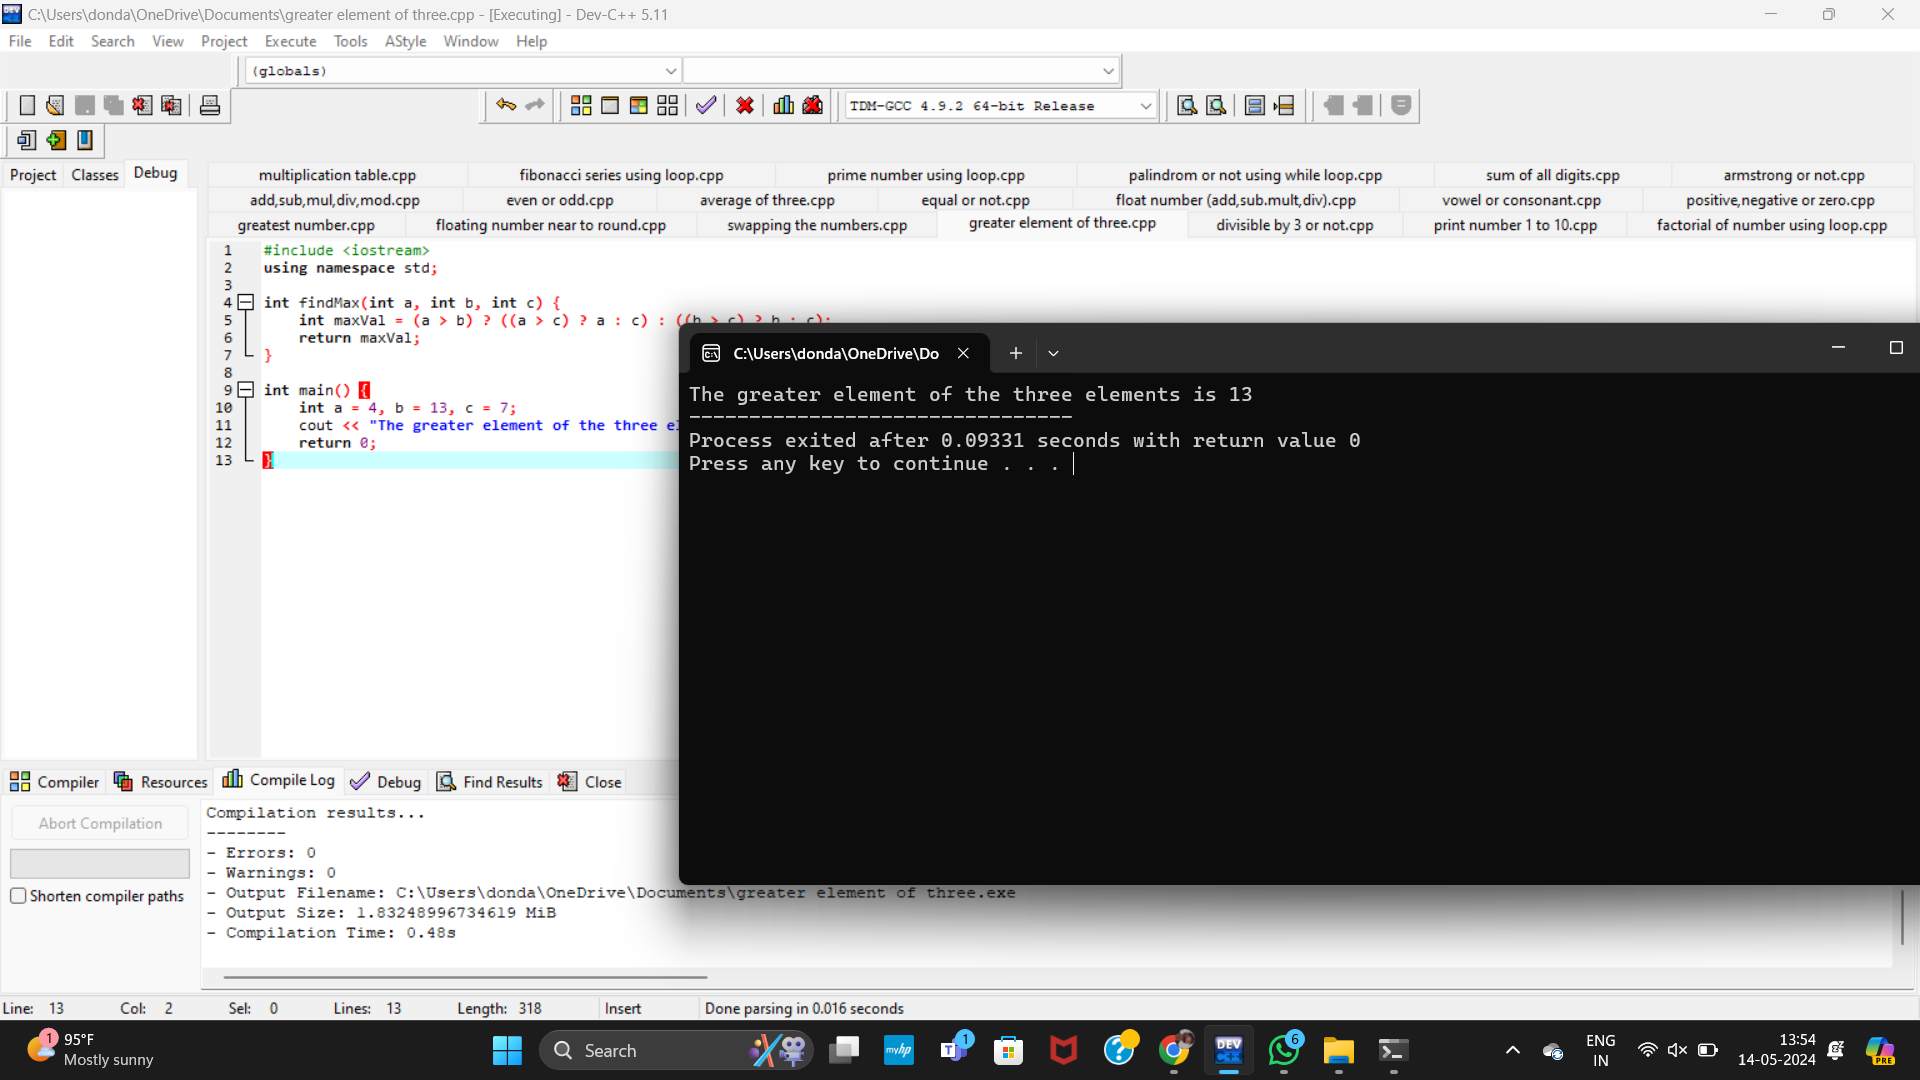 C:\Users\donda\OneDrive\Documents\greater element of three.cpp - [Executing] - Dev-C++ 5.11
File Edit Search View Project Execute Tools AStyle Window Help
(globals)
TDM-GCC 4.9.2 64-bit Release
Project Classes Debug
multiplication table.cpp fibonacci series using loop.cpp prime number using loop.cpp palindrom or not using while loop.cpp sum of all digits.cpp armstrong or not.cpp
add,sub,mul,div,mod.cpp even or odd.cpp average of three.cpp equal or not.cpp float number (add,sub.mult,div).cpp vowel or consonant.cpp positive,negative or zero.cpp
greatest number.cpp floating number near to round.cpp swapping the numbers.cpp greater element of three.cpp divisible by 3 or not.cpp print number 1 to 10.cpp factorial of number using loop.cpp
1 #include <iostream>
2 using namespace std;
3
4 int findMax(int a, int b, int c) {
5 int maxVal = (a > b) ? ((a > c) ? a : c) : ((b > c) ? b : c);
6 return maxVal;
7 }
8
9 int main() {
10 int a = 4, b = 13, c = 7;
11 cout << "The greater element of the three el
12 return 0;
13 }
C:\Users\donda\OneDrive\Do
The greater element of the three elements is 13
--------------------------------
Process exited after 0.09331 seconds with return value 0
Press any key to continue . . .
Compiler Resources Compile Log Debug Find Results Close
Abort Compilation
Shorten compiler paths
Compilation results...
--------
- Errors: 0
- Warnings: 0
- Output Filename: C:\Users\donda\OneDrive\Documents\greater element of three.exe
- Output Size: 1.83248996734619 MiB
- Compilation Time: 0.48s
Line: 13 Col: 2 Sel: 0 Lines: 13 Length: 318 Insert Done parsing in 0.016 seconds
1
95°F
Mostly sunny
Search
myhp
1
DEV
C++
6
ENG
IN
13:54
14-05-2024
PRE